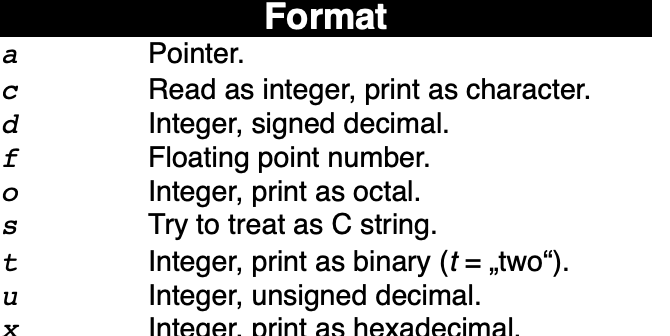 Format
a Pointer.
c Read as integer, print as character.
d Integer, signed decimal.
f Floating point number.
o Integer, print as octal.
s Try to treat as C string.
t Integer, print as binary (t = „two“).
u Integer, unsigned decimal.
x Integer, print as hexadecimal.